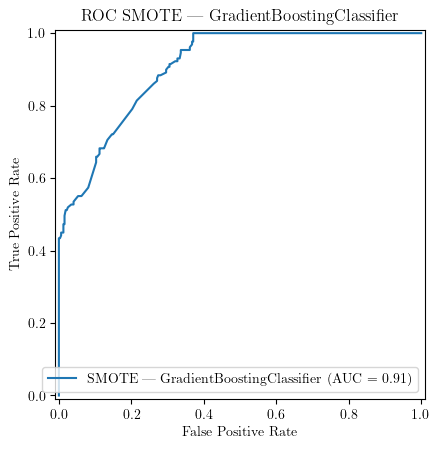 ROC SMOTE — GradientBoostingClassifier
1.0
0.8
0.6
0.4
0.2
0.0
True Positive Rate
SMOTE — GradientBoostingClassifier (AUC = 0.91)
0.0 0.2 0.4 0.6 0.8 1.0
False Positive Rate